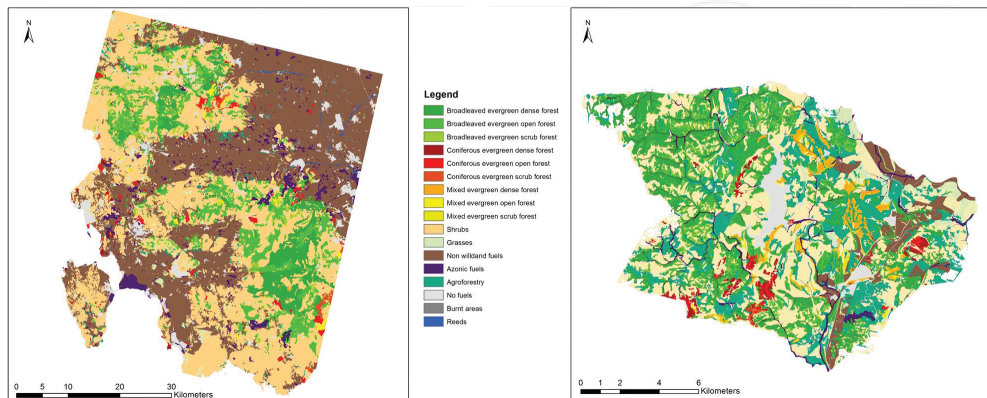 N
0 5 10 20 30
Kilometers
Legend
Broadleaved evergreen dense forest
Broadleaved evergreen open forest
Broadleaved evergreen scrub forest
Coniferous evergreen dense forest
Coniferous evergreen open forest
Coniferous evergreen scrub forest
Mixed evergreen dense forest
Mixed evergreen open forest
Mixed evergreen scrub forest
Shrubs
Grasses
Non willdand fuels
Azonic fuels
Agroforestry
No fuels
Burnt areas
Reeds
N
0 1 2 4 6
Kilometers